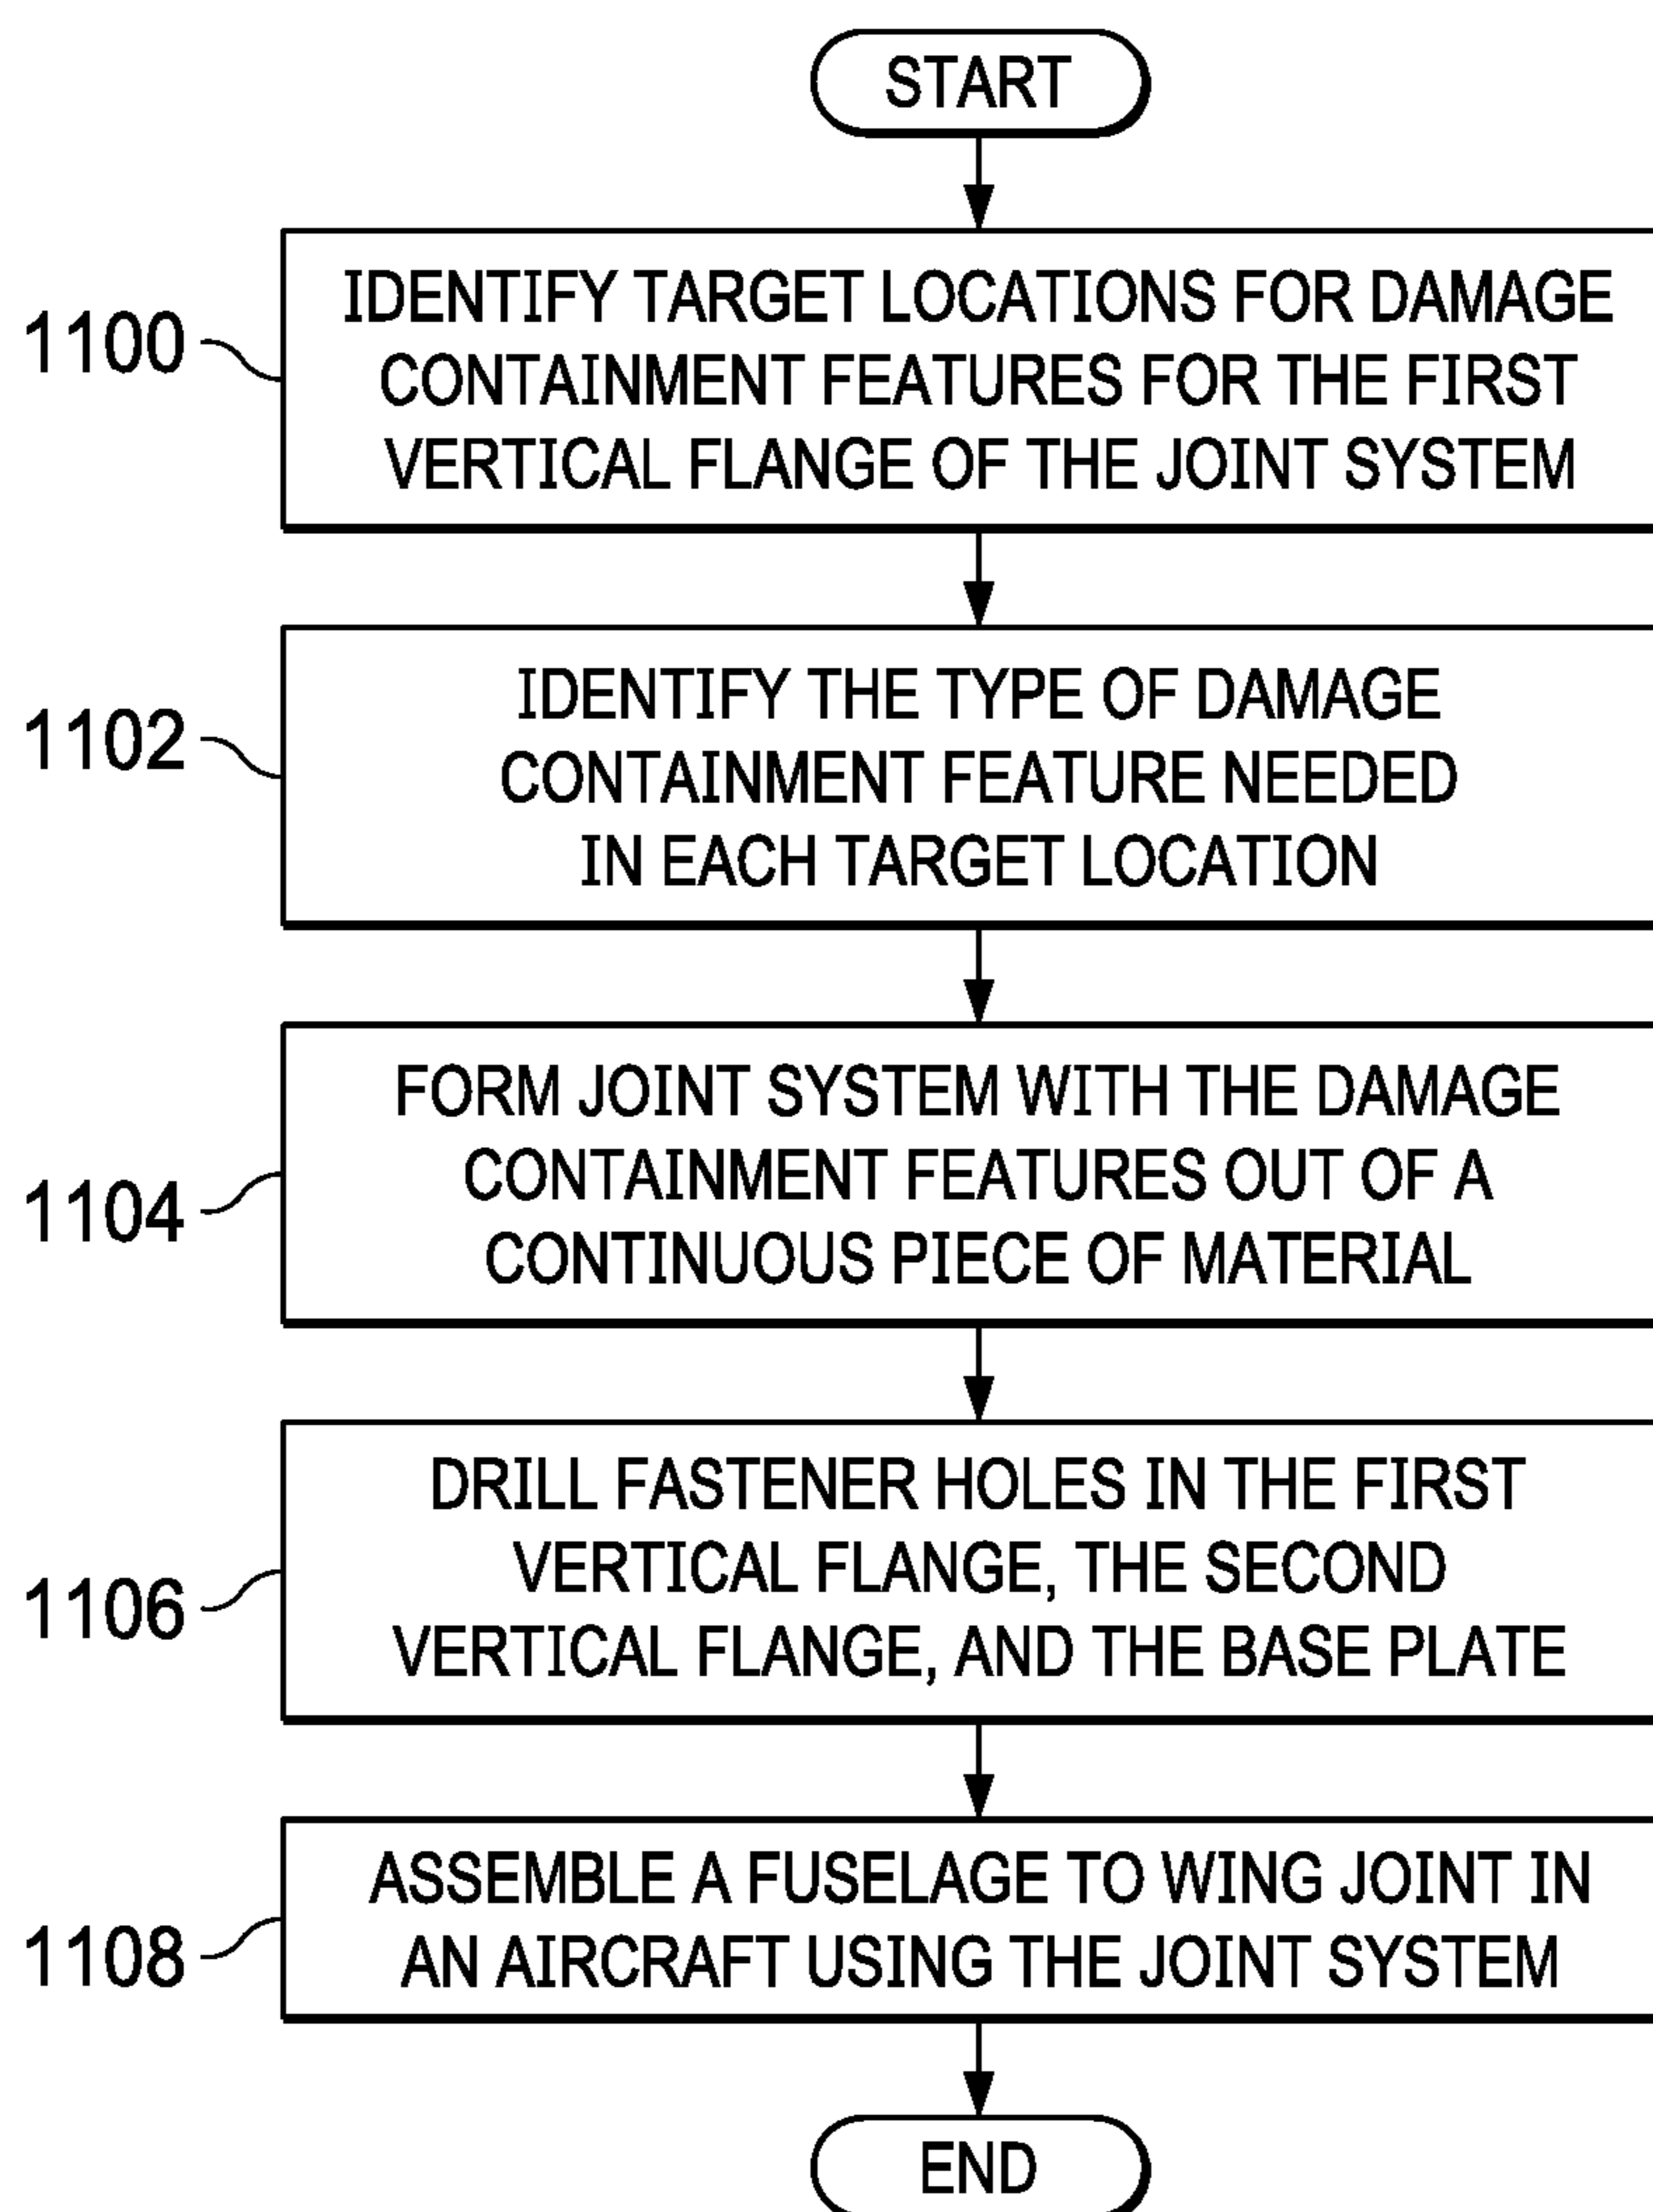 START
1100
IDENTIFY TARGET LOCATIONS FOR DAMAGE
CONTAINMENT FEATURES FOR THE FIRST
VERTICAL FLANGE OF THE JOINT SYSTEM
1102
IDENTIFY THE TYPE OF DAMAGE
CONTAINMENT FEATURE NEEDED
IN EACH TARGET LOCATION
1104
FORM JOINT SYSTEM WITH THE DAMAGE
CONTAINMENT FEATURES OUT OF A
CONTINUOUS PIECE OF MATERIAL
1106
DRILL FASTENER HOLES IN THE FIRST
VERTICAL FLANGE, THE SECOND
VERTICAL FLANGE, AND THE BASE PLATE
1108
ASSEMBLE A FUSELAGE TO WING JOINT IN
AN AIRCRAFT USING THE JOINT SYSTEM
END